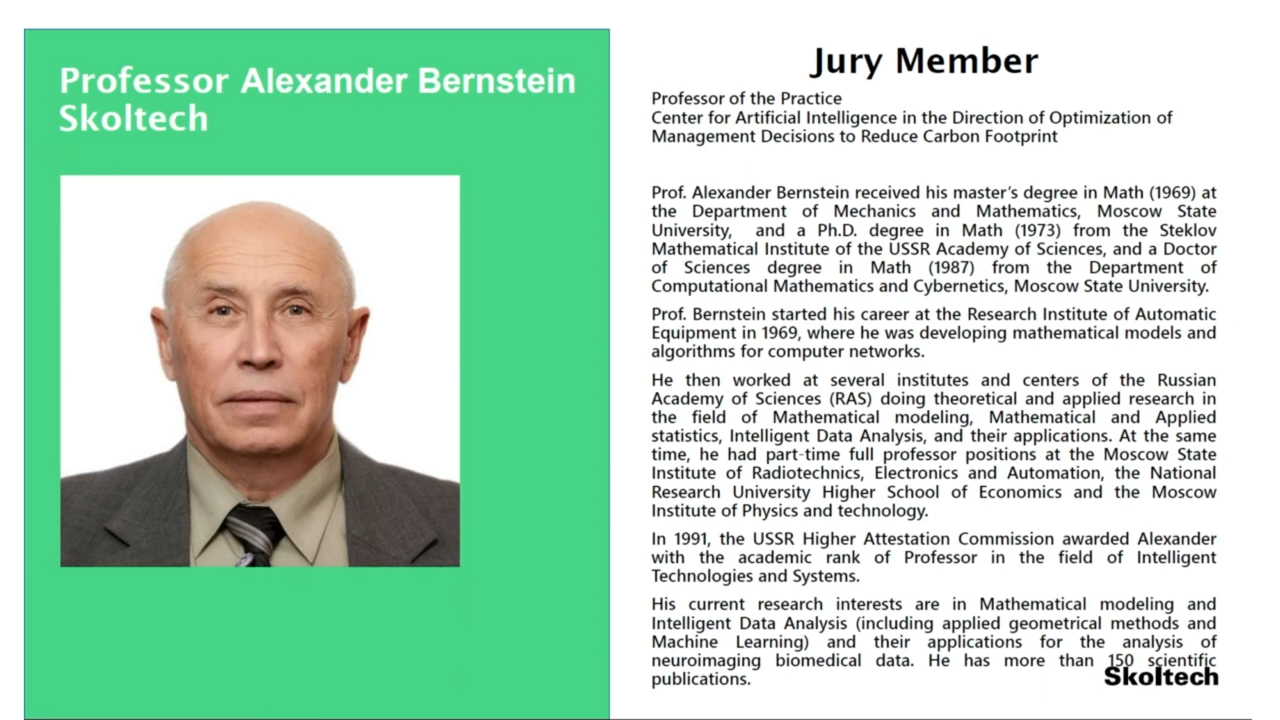 Professor Alexander Bernstein
Skoltech
Jury Member
Professor of the Practice
Center for Artificial Intelligence in the Direction of Optimization of
Management Decisions to Reduce Carbon Footprint
Prof. Alexander Bernstein received his master's degree in Math (1969) at
the Department of Mechanics and Mathematics, Moscow State
University, and a Ph.D. degree in Math (1973) from the Steklov
Mathematical Institute of the USSR Academy of Sciences, and a Doctor
of Sciences degree in Math (1987) from the Department of
Computational Mathematics and Cybernetics, Moscow State University.
Prof. Bernstein started his career at the Research Institute of Automatic
Equipment in 1969, where he was developing mathematical models and
algorithms for computer networks.
He then worked at several institutes and centers of the Russian
Academy of Sciences (RAS) doing theoretical and applied research in
the field of Mathematical modeling, Mathematical and Applied
statistics, Intelligent Data Analysis, and their applications. At the same
time, he had part-time full professor positions at the Moscow State
Institute of Radiotechnics, Electronics and Automation, the National
Research University Higher School of Economics and the Moscow
Institute of Physics and technology.
In 1991, the USSR Higher Attestation Commission awarded Alexander
with the academic rank of Professor in the field of Intelligent
Technologies and Systems.
His current research interests are in Mathematical modeling and
Intelligent Data Analysis (including applied geometrical methods and
Machine Learning) and their applications for the analysis of
neuroimaging biomedical data. He has more than 150 scientific
publications.
Skoltech